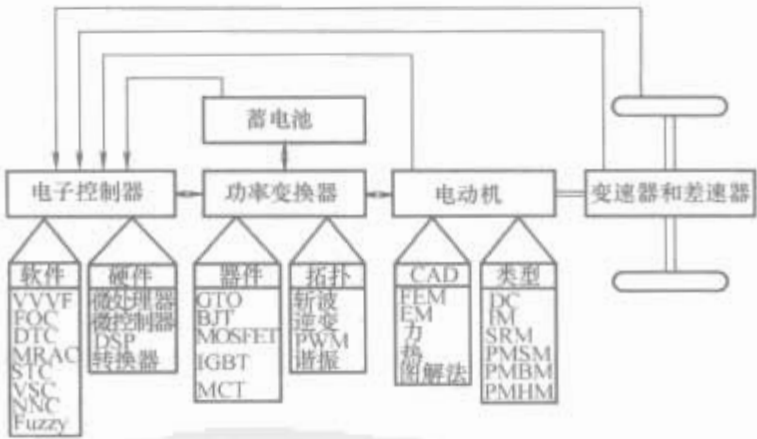 蓄电池
电子控制器
功率变换器
电动机
变速器和差速器
软件
VVVF
FOC
DTC
MRAC
STC
VSC
NNC
Fuzzy
硬件
微处理器
微控制器
DSP
转换器
器件
GTO
BJT
MOSFET
IGBT
MCT
拓扑
斩波
逆变
PWM
谐振
CAD
FEM
EM
力
热
图解法
类型
DC
IM
SRM
PMSM
PMBM
PMHM